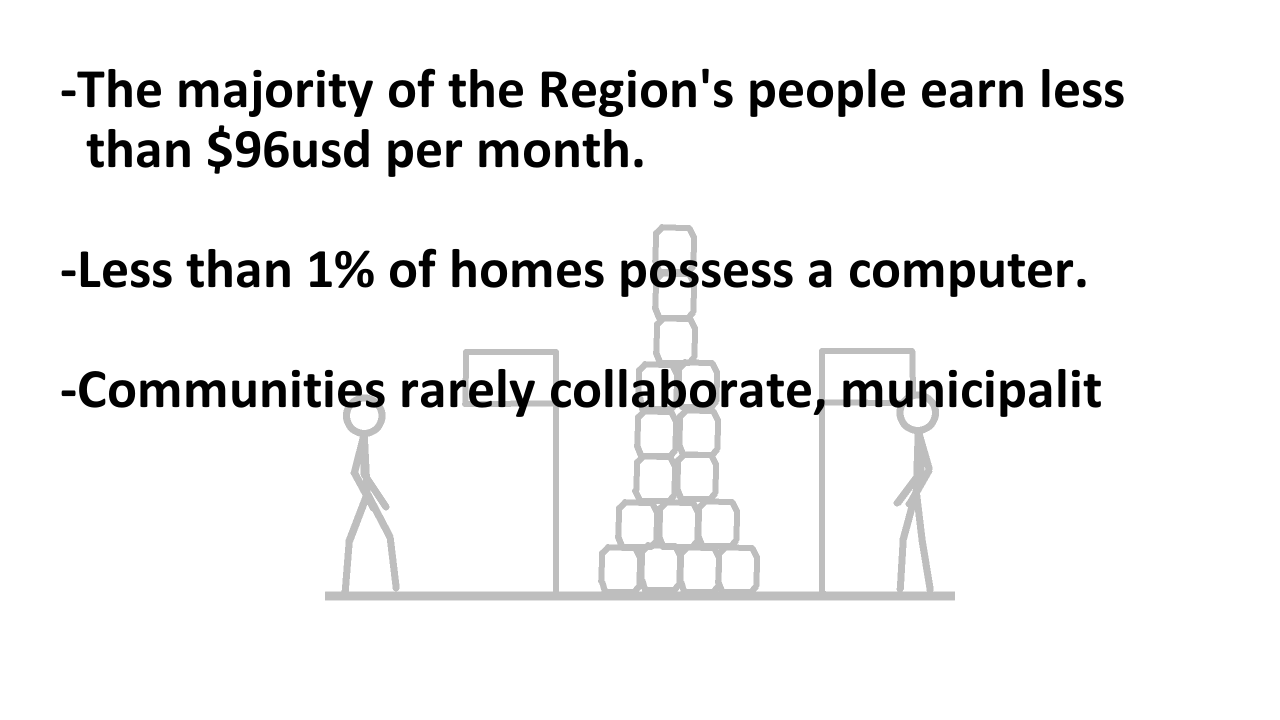 -The majority of the Region's people earn less
than $96usd per month.
-Less than 1% of homes possess a computer.
-Communities rarely collaborate, municipalit